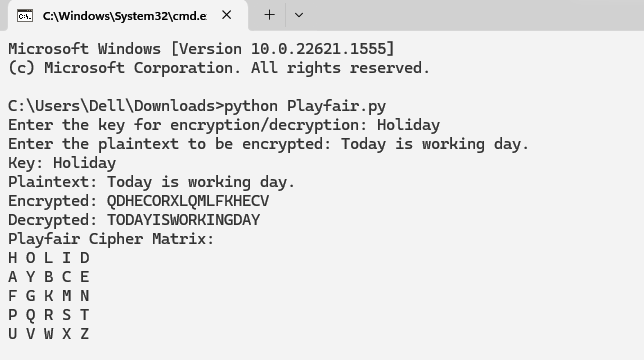 C:\Windows\System32\cmd.e
Microsoft Windows [Version 10.0.22621.1555]
(c) Microsoft Corporation. All rights reserved.
C:\Users\Dell\Downloads>python Playfair.py
Enter the key for encryption/decryption: Holiday
Enter the plaintext to be encrypted: Today is working day.
Key: Holiday
Plaintext: Today is working day.
Encrypted: QDHECORXLQMLFKHECV
Decrypted: TODAYISWORKINGDAY
Playfair Cipher Matrix:
H O L I D
A Y B C E
F G K M N
P Q R S T
U V W X Z